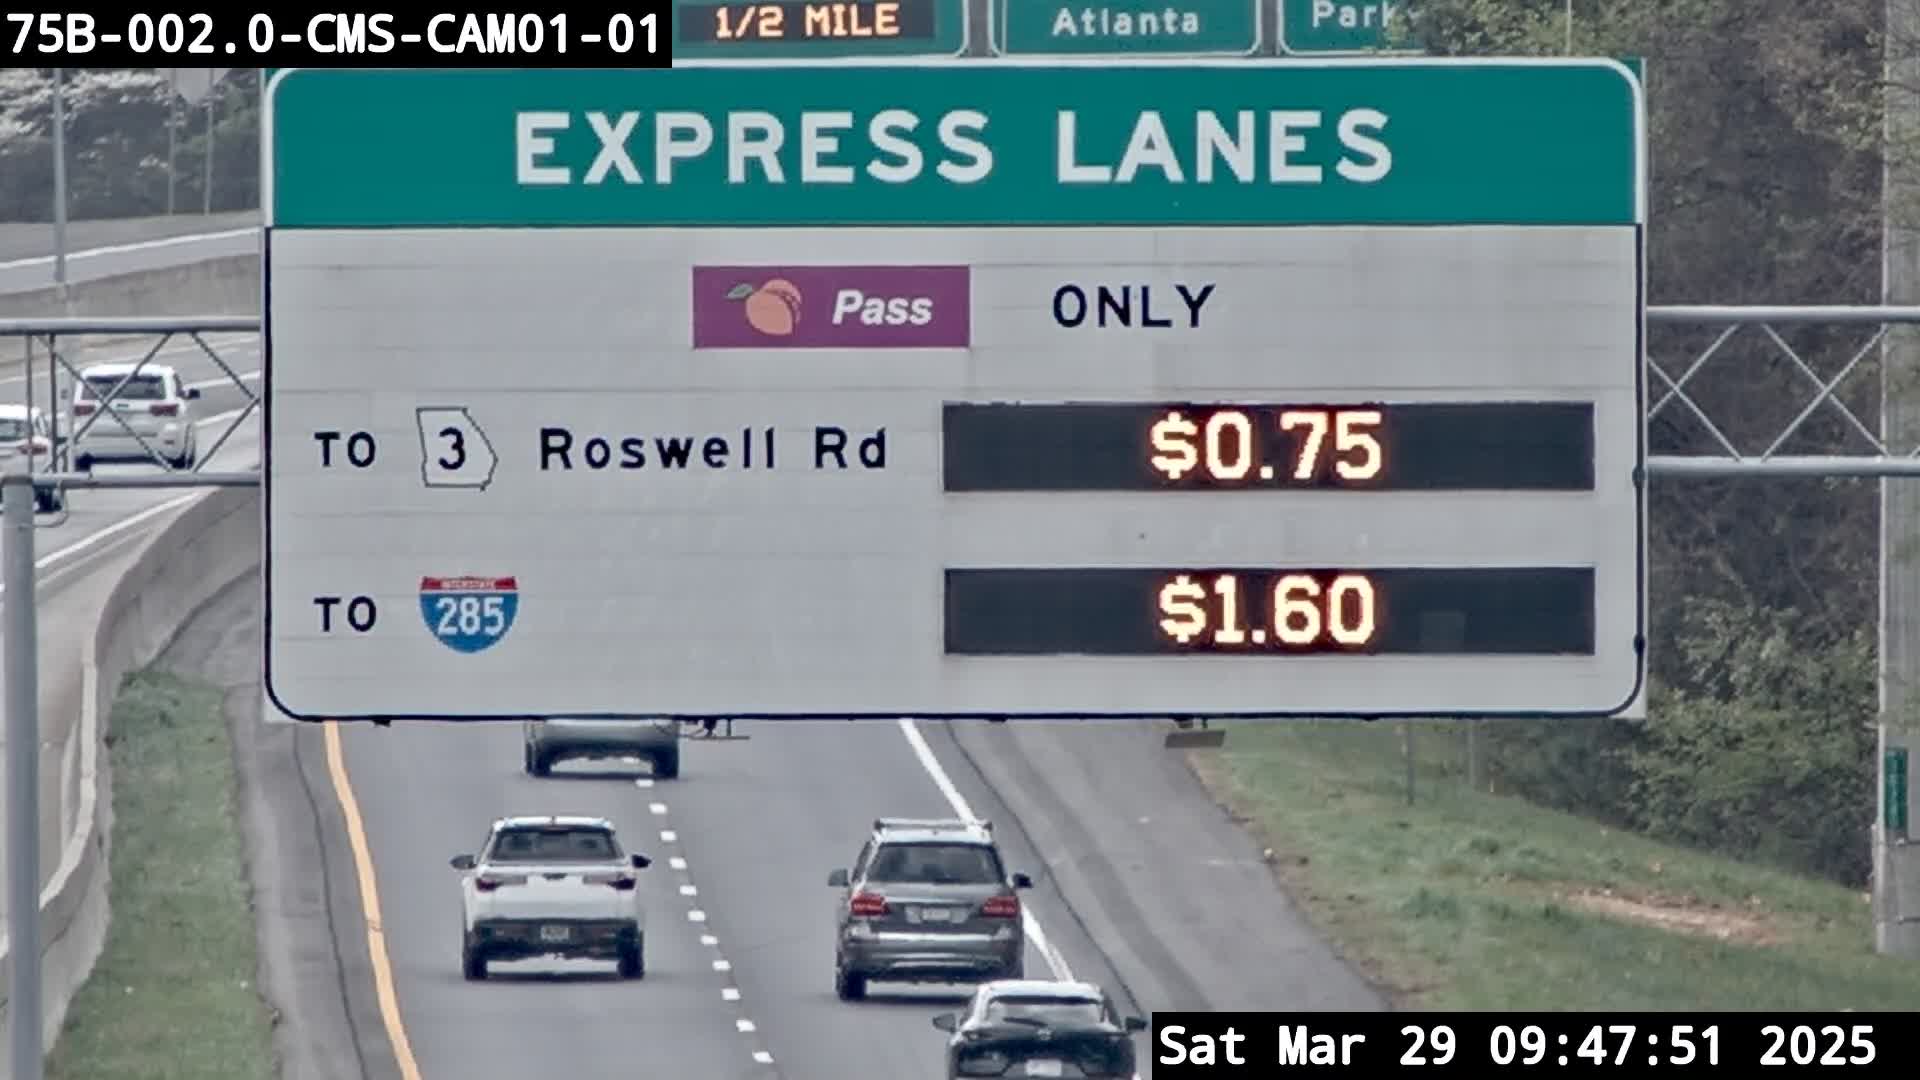 75B-002.0-CMS-CAM01-01
1/2 MILE
Atlanta
EXPRESS LANES
Pass ONLY
TO 3 Roswell Rd $0.75
TO 285 $1.60
Sat Mar 29 09:47:51 2025